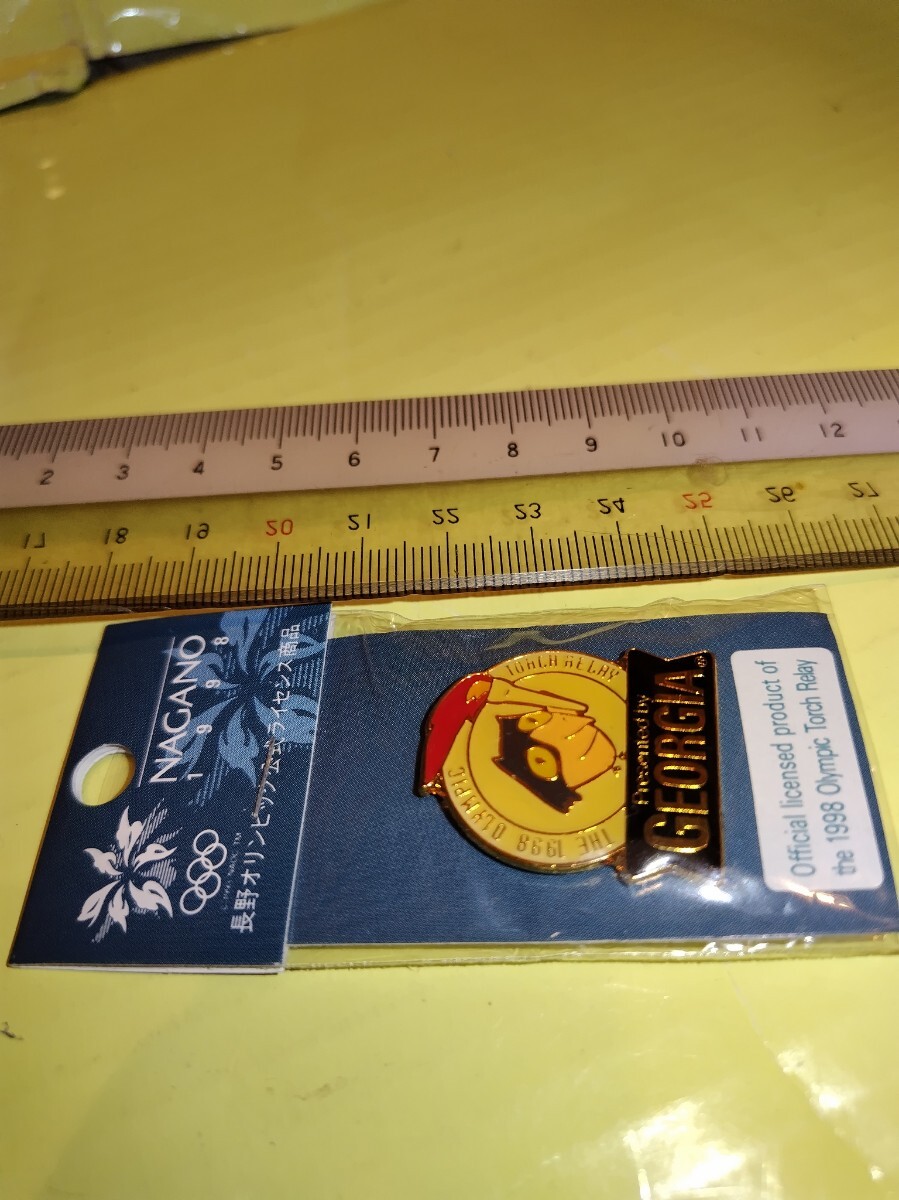 2 3 4 5 6 7 8 9 10 11 12
17 18 19 20 21 22 23 24 25 26 27
NAGANO
1 9 9 8
TM
長野オリンピック公式ライセンス商品
THE 1998 OLYMPIC
TORCH RELAY
Presented by
GEORGIA®
Official licensed product of
the 1998 Olympic Torch Relay